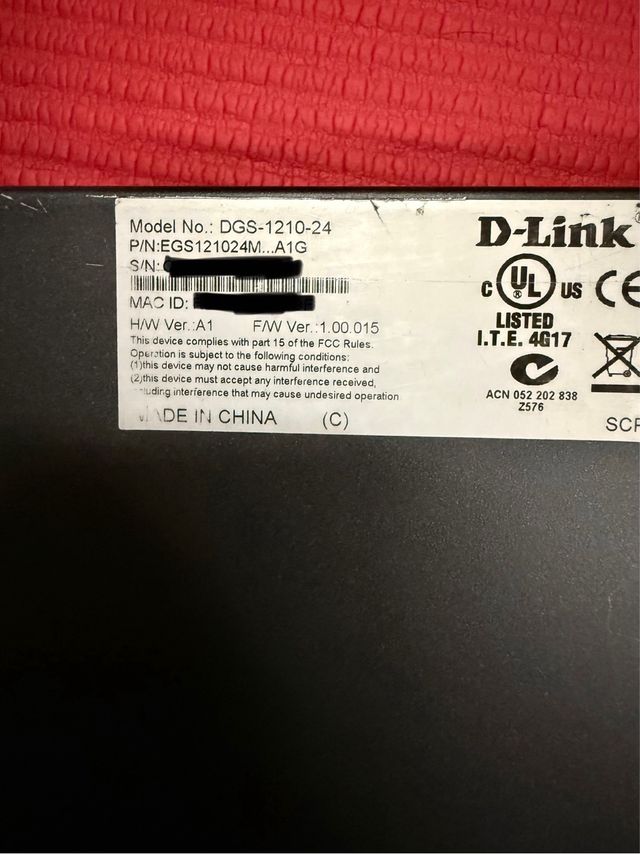 Model No.: DGS-1210-24
P/N:EGS121024M...A1G
S/N:
MAC ID:
H/W Ver.:A1 F/W Ver.:1.00.015
This device complies with part 15 of the FCC Rules.
Operation is subject to the following conditions:
(1)this device may not cause harmful interference and
(2)this device must accept any interference received,
interference that may cause undesired operation
MADE IN CHINA (C)
D-Link
C UL US
LISTED
I.T.E. 4G17
ACN 052 202 838
Z576
CE